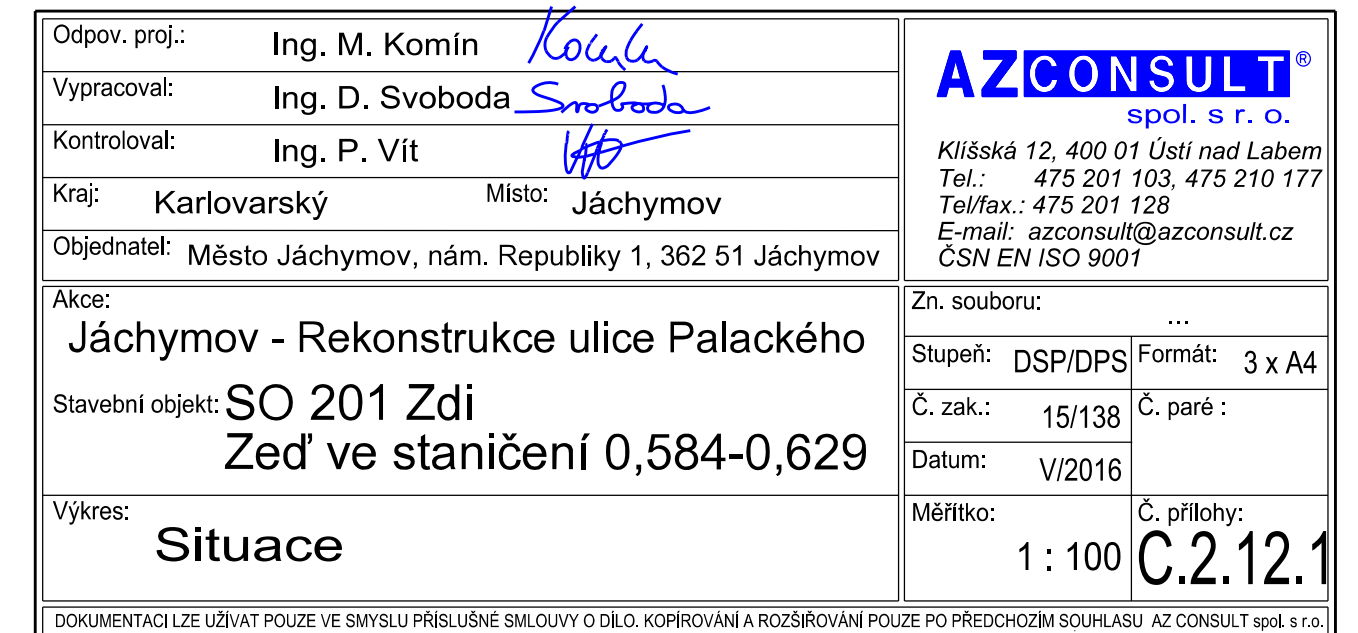 Odpov. proj.: Ing. M. Komín Komín
Vypracoval: Ing. D. Svoboda Svoboda
Kontroloval: Ing. P. Vít
Kraj: Karlovarský Místo: Jáchymov
Objednatel: Město Jáchymov, nám. Republiky 1, 362 51 Jáchymov
AZCONSULT®
spol. s r. o.
Klíšská 12, 400 01 Ústí nad Labem
Tel.: 475 201 103, 475 210 177
Tel/fax.: 475 201 128
E-mail: azconsult@azconsult.cz
ČSN EN ISO 9001
Akce:
Jáchymov - Rekonstrukce ulice Palackého
Stavební objekt: SO 201 Zdi
Zeď ve staničení 0,584-0,629
Výkres:
Situace
Zn. souboru:
...
Stupeň: DSP/DPS Formát: 3 x A4
Č. zak.: 15/138 Č. paré :
Datum: V/2016
Měřítko: 1 : 100
Č. přílohy:
C.2.12.1
DOKUMENTACI LZE UŽÍVAT POUZE VE SMYSLU PŘÍSLUŠNÉ SMLOUVY O DÍLO. KOPÍROVÁNÍ A ROZŠIŘOVÁNÍ POUZE PO PŘEDCHOZÍM SOUHLASU AZ CONSULT spol. s r.o.